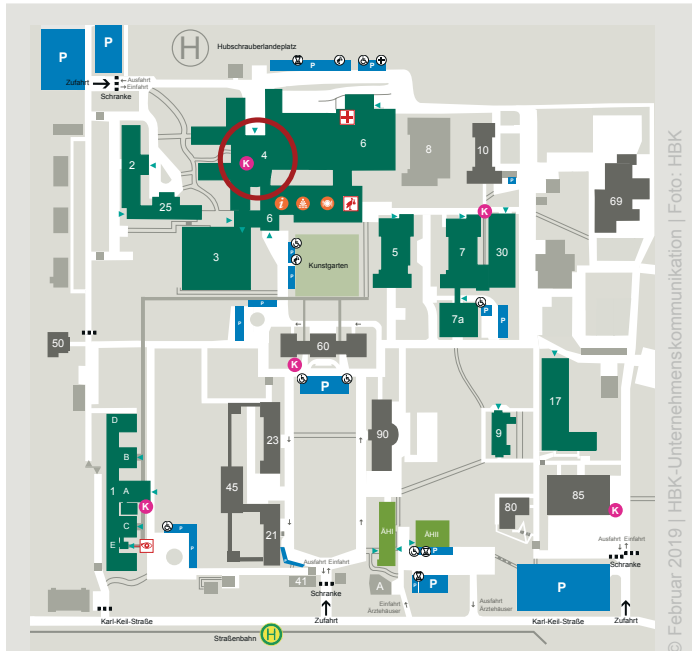 H
Hubschrauberlandeplatz
P
P
P
P
Zufahrt
Ausfahrt
Einfahrt
Schranke
4
6
8
10
2
K
25
69
i
K
6
5
7
30
3
Kunstgarten
P
P
P
P
7a
P
P
50
60
K
P
17
D
23
9
90
B
45
1
A
85
80
K
K
C
21
ÄHI
ÄHII
E
P
P
Ausfahrt Einfahrt
Ausfahrt Einfahrt
Schranke
P
P
P
41
A
Schranke
Einfahrt
Ärztehäuser
Ausfahrt
Ärztehäuser
Karl-Keil-Straße
Zufahrt
Karl-Keil-Straße
Zufahrt
Straßenbahn
H
© Februar 2019 | HBK-Unternehmenskommunikation | Foto: HBK